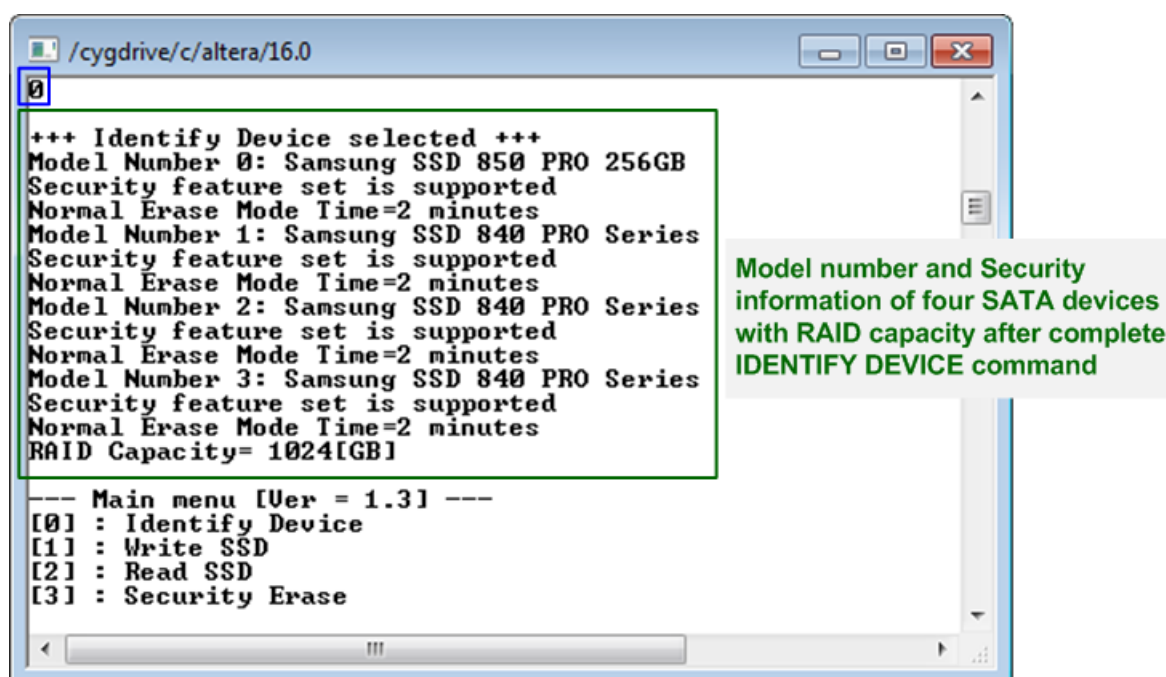 /cygdrive/c/altera/16.0
0
+++ Identify Device selected +++
Model Number 0: Samsung SSD 850 PRO 256GB
Security feature set is supported
Normal Erase Mode Time=2 minutes
Model Number 1: Samsung SSD 840 PRO Series
Security feature set is supported
Normal Erase Mode Time=2 minutes
Model Number 2: Samsung SSD 840 PRO Series
Security feature set is supported
Normal Erase Mode Time=2 minutes
Model Number 3: Samsung SSD 840 PRO Series
Security feature set is supported
Normal Erase Mode Time=2 minutes
RAID Capacity= 1024[GB]
Model number and Security
information of four SATA devices
with RAID capacity after complete
IDENTIFY DEVICE command
--- Main menu [Ver = 1.3] ---
[0] : Identify Device
[1] : Write SSD
[2] : Read SSD
[3] : Security Erase